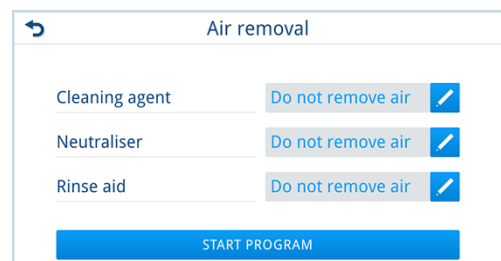 Air removal
Cleaning agent Do not remove air
Neutraliser Do not remove air
Rinse aid Do not remove air
START PROGRAM